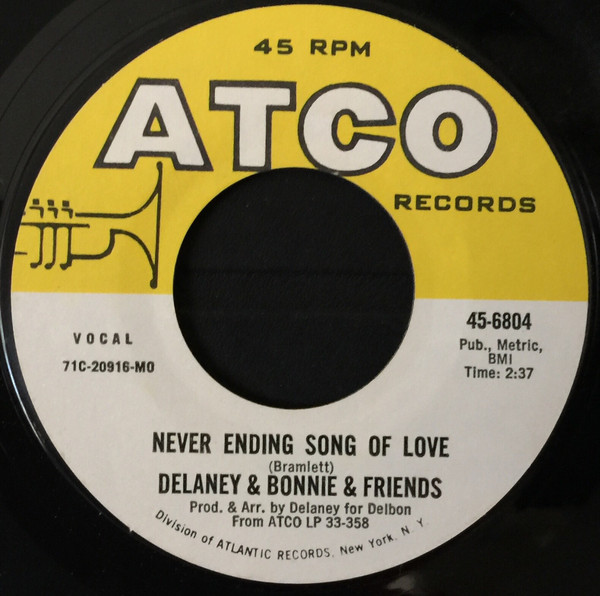 45 RPM
ATCO
RECORDS
VOCAL
71C-20916-MO
45-6804
Pub., Metric,
BMI
Time: 2:37
NEVER ENDING SONG OF LOVE
(Bramlett)
DELANEY & BONNIE & FRIENDS
Prod. & Arr. by Delaney for Delbon
From ATCO LP 33-358
Division of ATLANTIC RECORDS, New York, N. Y.